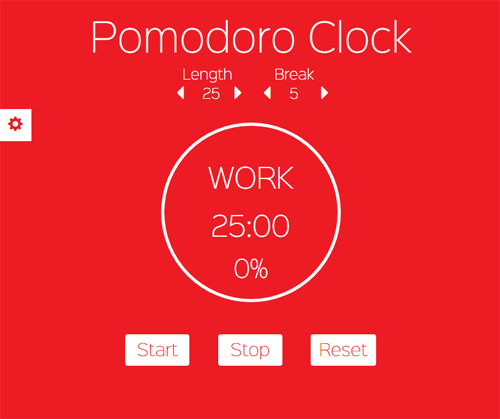 Pomodoro Clock
Length Break
25 5
WORK
25:00
0%
Start Stop Reset